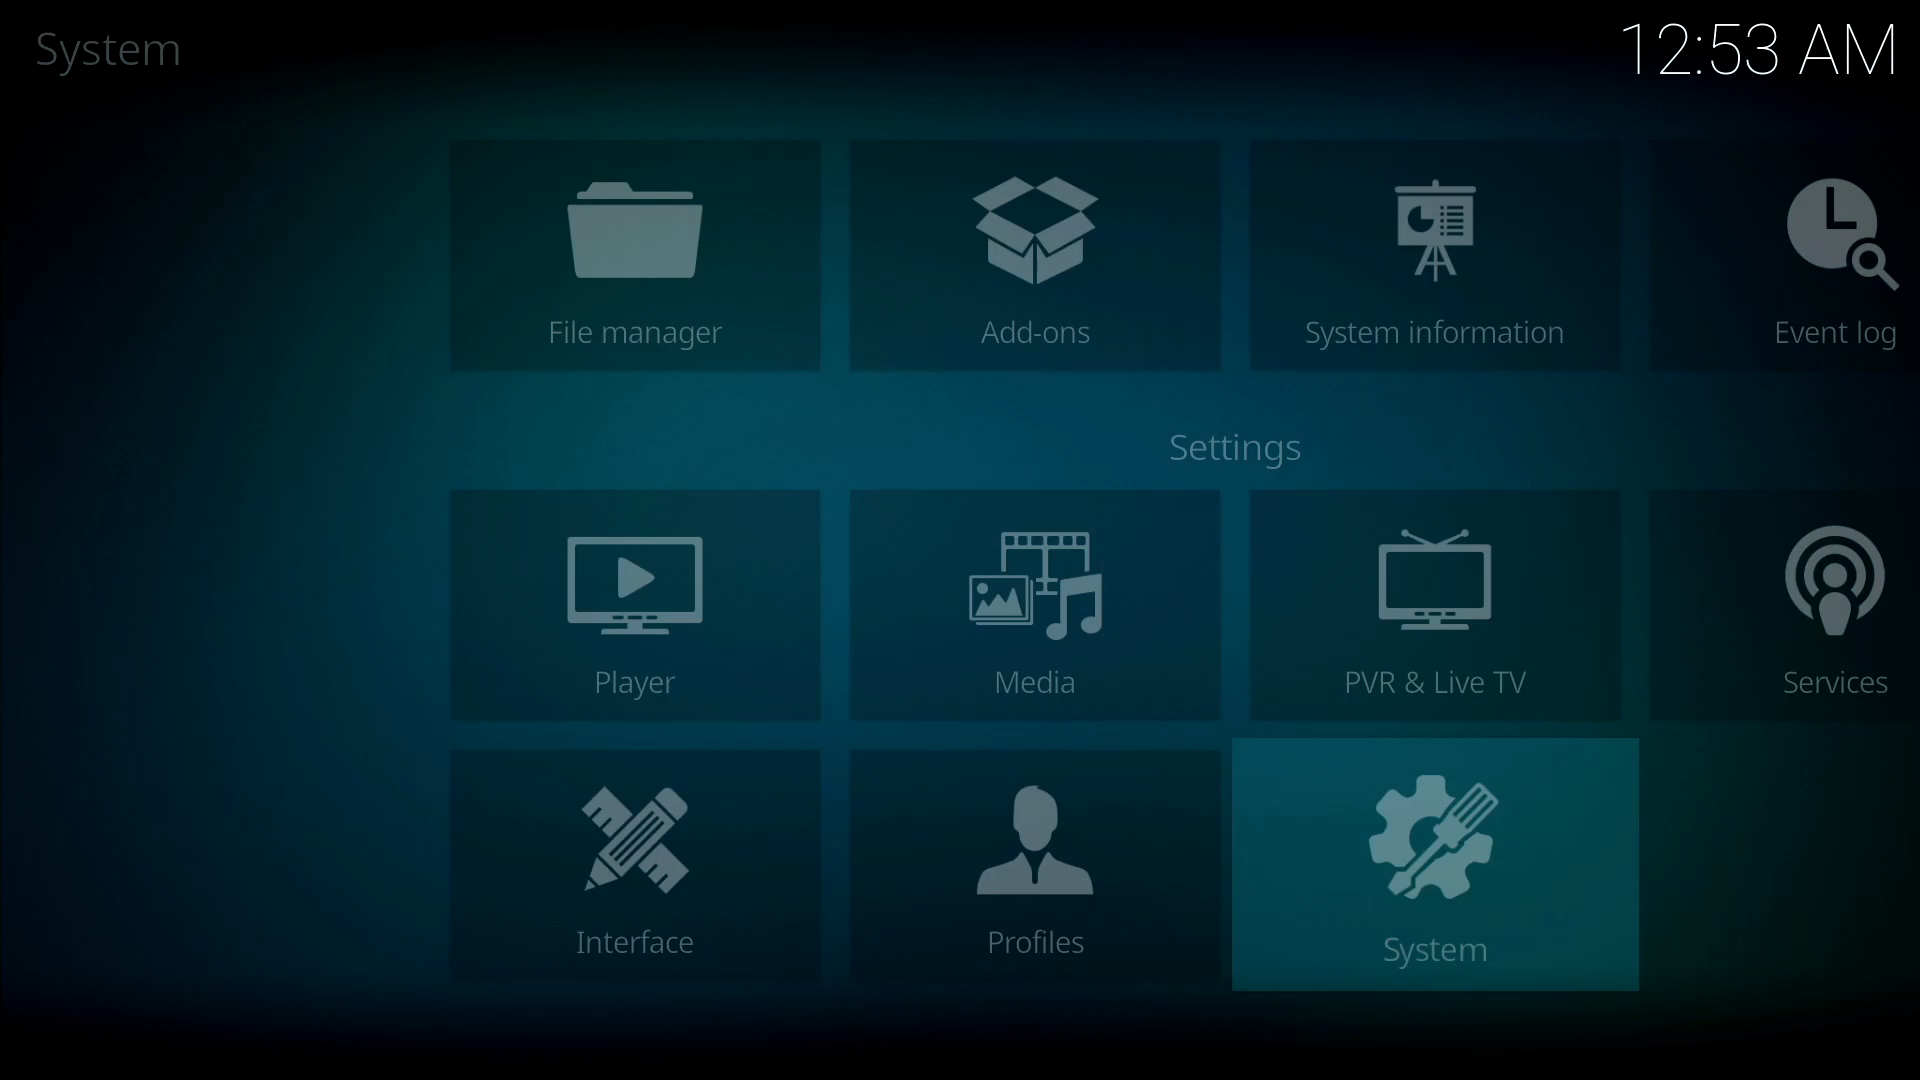 System
12:53 AM
File manager
Add-ons
System information
Event log
Settings
Player
Media
PVR & Live TV
Services
Interface
Profiles
System